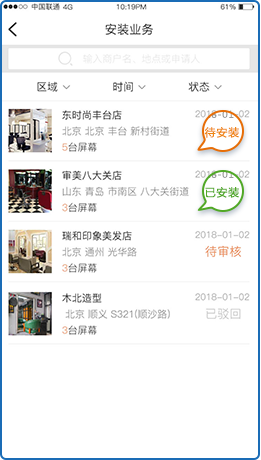 中国联通 4G 10:19PM 61%
安装业务
输入商户名、地点或申请人
区域 时间 状态
东时尚丰台店 2018-01-02
北京 北京 丰台 新村街道 待安装
5台屏幕
审美八大关店 2018-01-02
山东 青岛 市南区 八大关街道 已安装
3台屏幕
瑞和印象美发店 2018-01-02
北京 通州 光华路 待审核
3台屏幕
木北造型 2018-01-02
北京 顺义 S321(顺沙路) 已驳回
3台屏幕